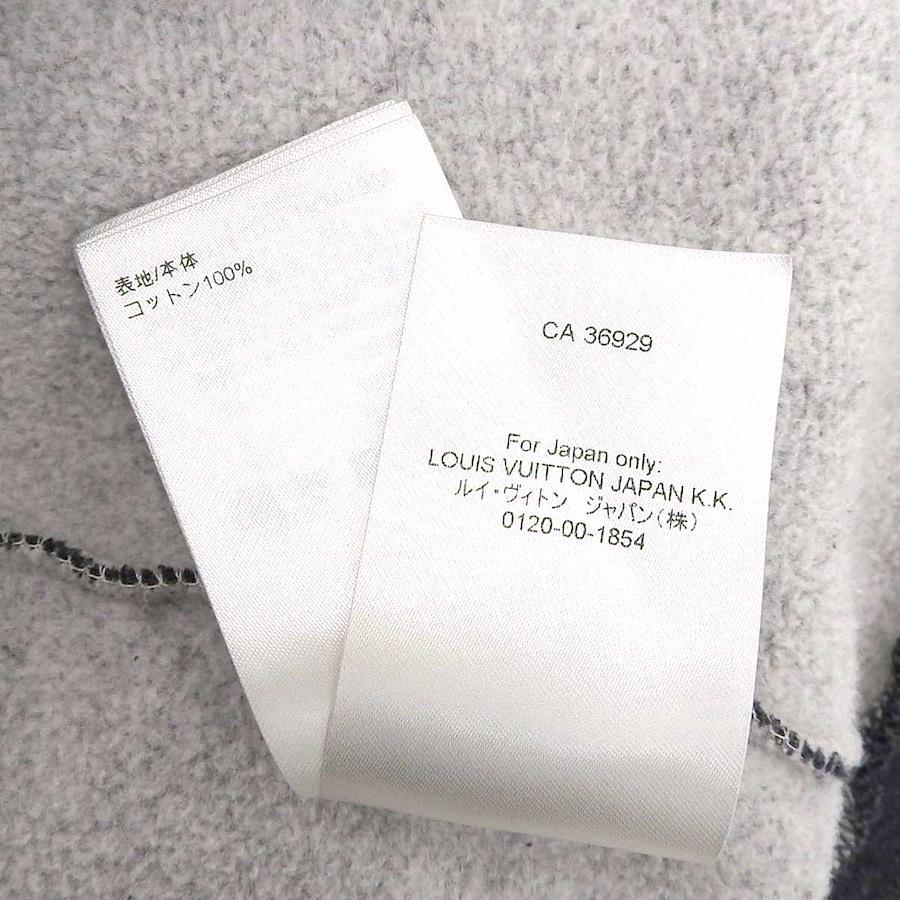 表地/本体
コットン100%
CA 36929
For Japan only:
LOUIS VUITTON JAPAN K.K.
ルイ・ヴィトン ジャパン(株)
0120-00-1854